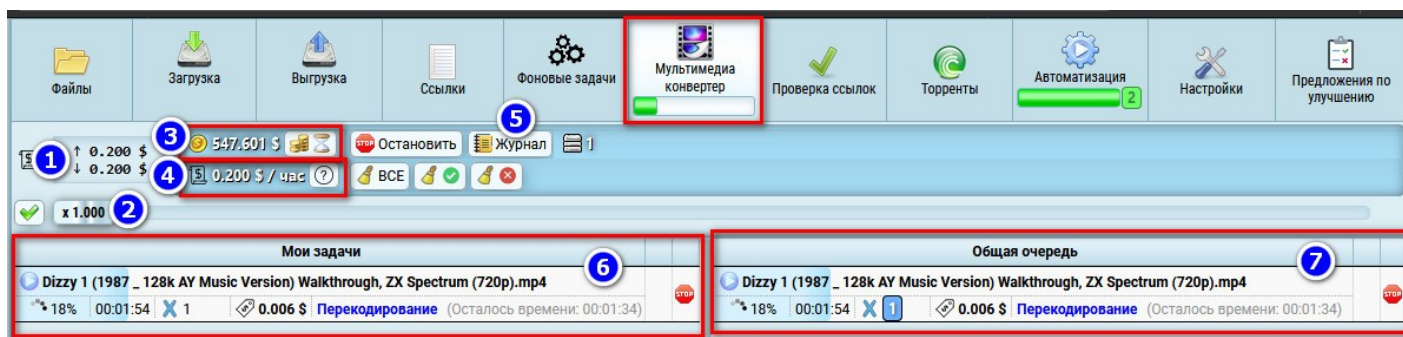 Файлы
Загрузка
Выгрузка
Ссылки
Фоновые задачи
Мультимедиа
конвертер
Проверка ссылок
Торренты
Автоматизация
2
Настройки
Предложения по
улучшению
1
↑ 0.200 $
↓ 0.200 $
3
547.601 $
STOP Остановить
5
Журнал
1
4
$ 0.200 $ / час ?
ВСЕ
x 1.000
2
Мои задачи
6
Dizzy 1 (1987 _ 128k AY Music Version) Walkthrough, ZX Spectrum (720p).mp4
STOP
18% 00:01:54 X 1 0.006 $ Перекодирование (Осталось времени: 00:01:34)
Общая очередь
7
Dizzy 1 (1987 _ 128k AY Music Version) Walkthrough, ZX Spectrum (720p).mp4
STOP
18% 00:01:54 X 1 0.006 $ Перекодирование (Осталось времени: 00:01:34)